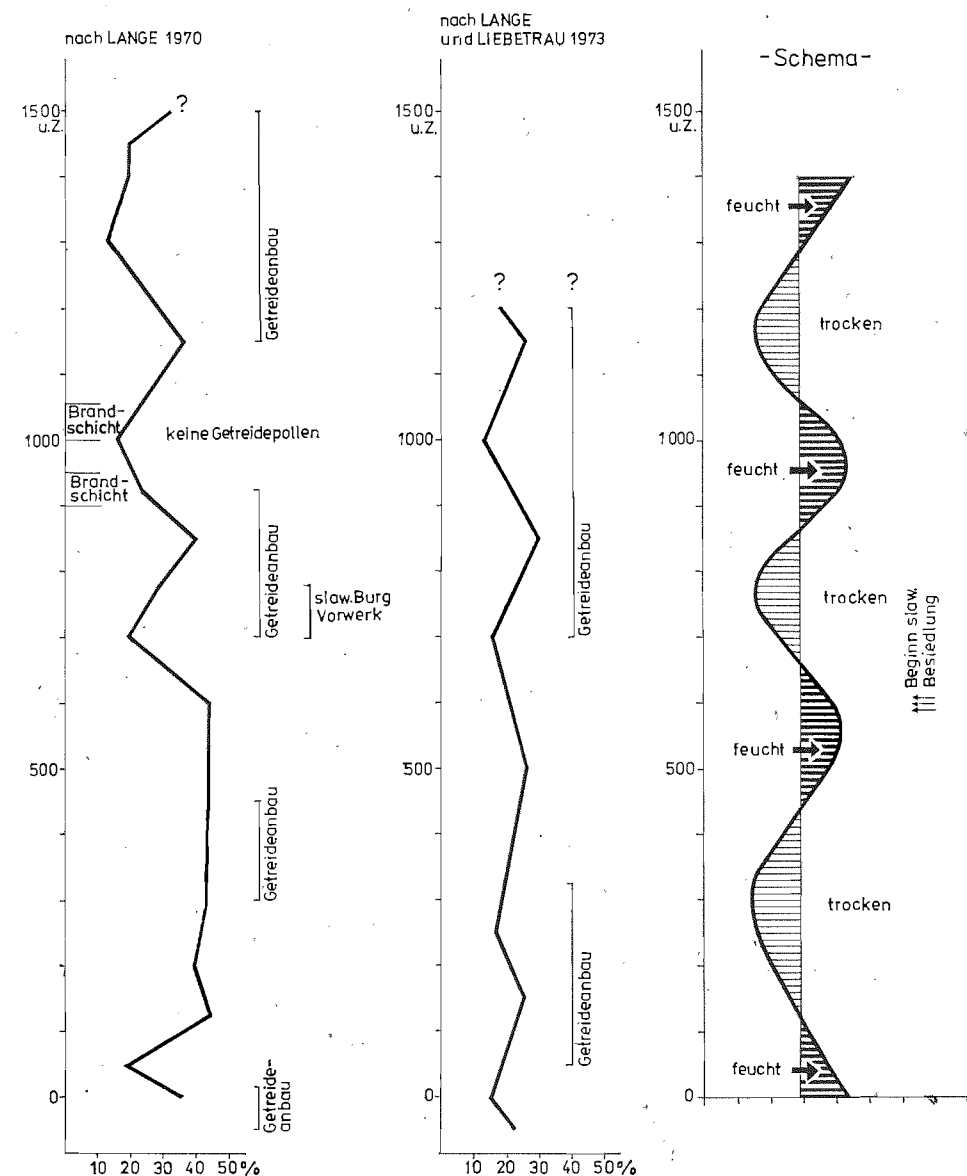 nach LANGE 1970
1500
u.Z.
?
Getreideanbau
Brand-
schicht
1000
keine Getreidepollen
Brand-
schicht
Getreideanbau
slaw. Burg
Vorwerk
500
Getreideanbau
0
Getreide-
anbau
10 20 30 40 50 %
nach LANGE
und LIEBETRAU 1973
1500
u.Z.
? ?
1000
Getreideanbau
500
Getreideanbau
0
10 20 30 40 50 %
-Schema-
1500
u.Z.
feucht
trocken
1000
feucht
trocken
Beginn slaw.
Besiedlung
500
feucht
trocken
feucht
0